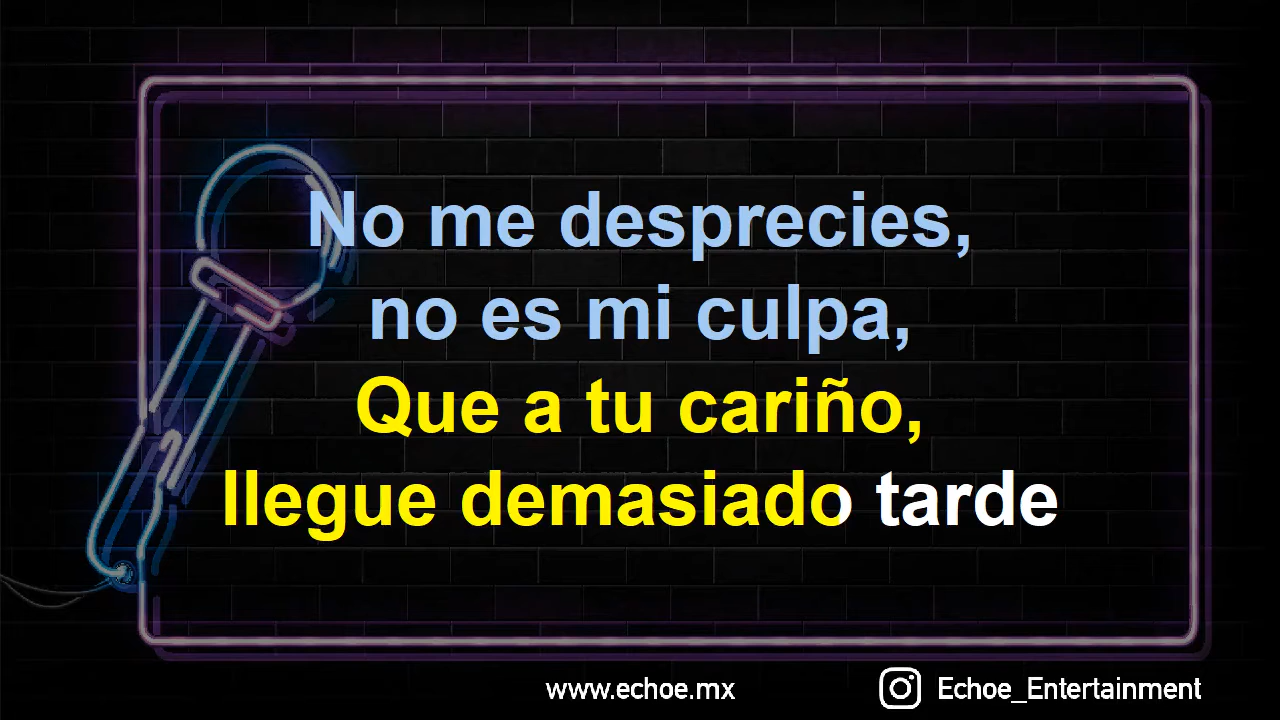 No me desprecies,
no es mi culpa,
Que a tu cariño,
llegue demasiado tarde
www.echoe.mx
Echoe_Entertainment